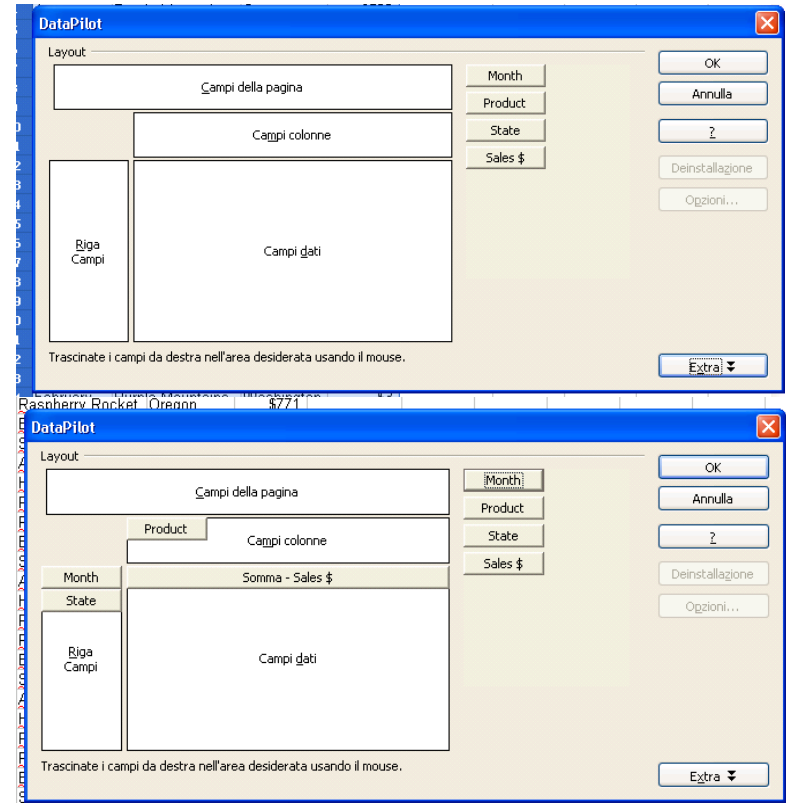 DataPilot
Layout
Campi della pagina
Month
OK
Product
Annulla
Campi colonne
State
?
Sales $
Deinstallazione
Opzioni...
Riga
Campi
Campi dati
Trascinate i campi da destra nell'area desiderata usando il mouse.
Extra
Raspberry Rocket Oregon $771
DataPilot
Layout
Campi della pagina
Month
OK
Product
Annulla
Product
Campi colonne
State
?
Sales $
Month
Somma - Sales $
Deinstallazione
State
Opzioni...
Riga
Campi
Campi dati
Trascinate i campi da destra nell'area desiderata usando il mouse.
Extra